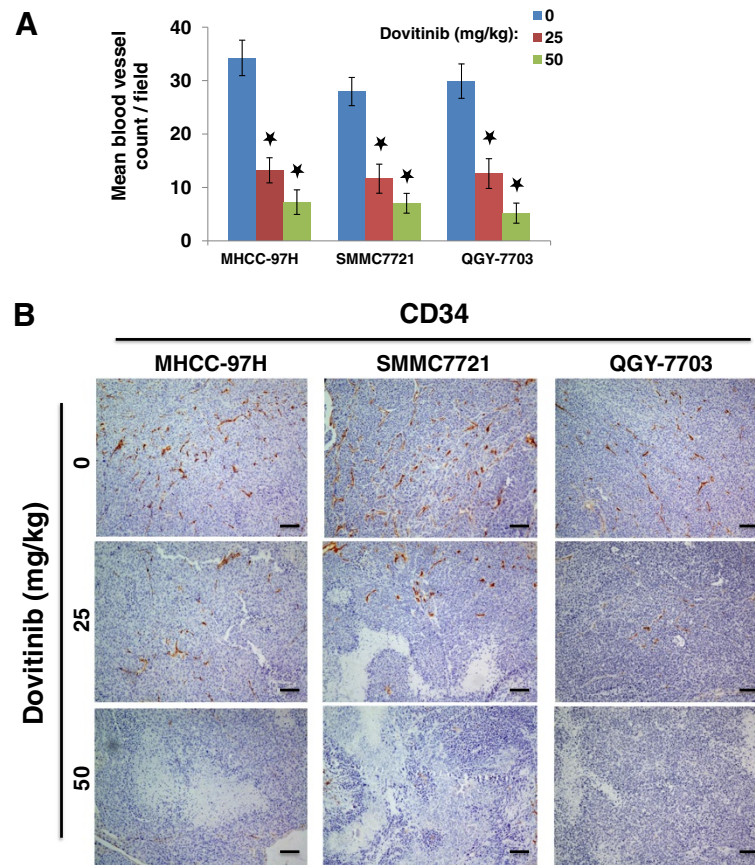 A
Dovitinib (mg/kg):
0
25
50
Mean blood vessel
count / field
40
30
20
10
0
MHCC-97H SMMC7721 QGY-7703
B
CD34
MHCC-97H SMMC7721 QGY-7703
Dovitinib (mg/kg)
0
25
50